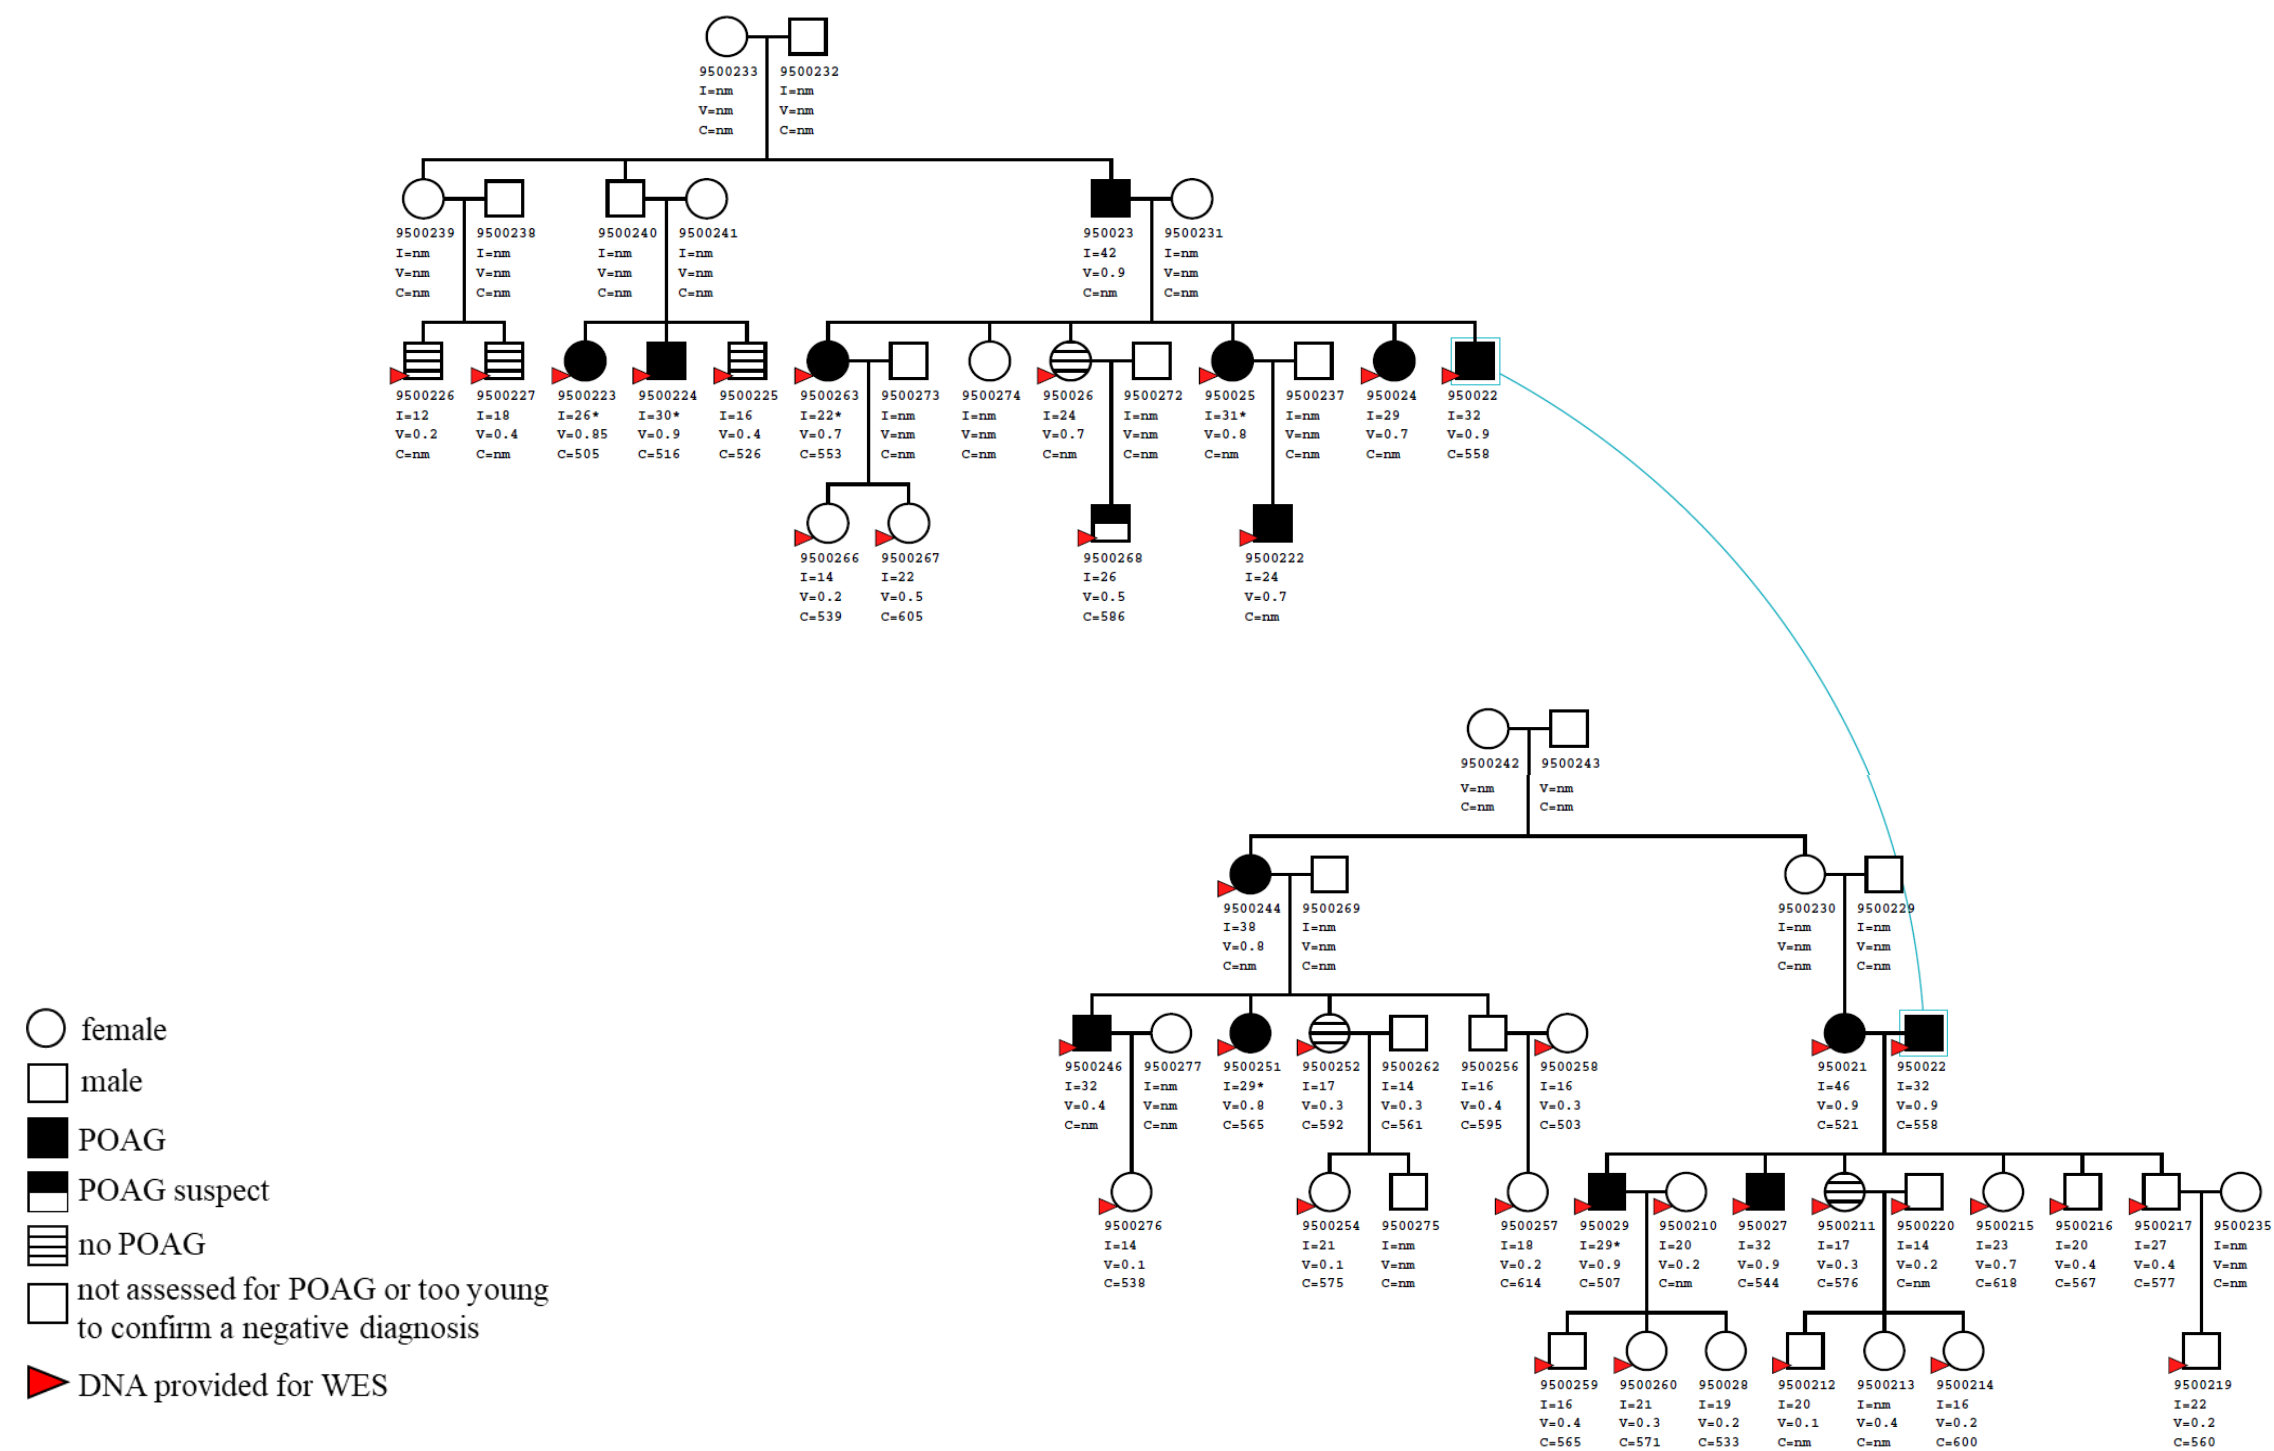 9500233 9500232
I=nm I=nm
V=nm V=nm
C=nm C=nm
9500239 9500238 9500240 9500241 950023 9500231
I=nm I=nm I=nm I=nm I=42 I=nm
V=nm V=nm V=nm V=nm V=0.9 V=nm
C=nm C=nm C=nm C=nm C=nm C=nm
9500226 9500227 9500223 9500224 9500225 9500263 9500273 9500274 950026 9500272 950025 9500237 950024 950022
I=12 I=18 I=26* I=30* I=16 I=22* I=nm I=nm I=24 I=nm I=31* I=nm I=29 I=32
V=0.2 V=0.4 V=0.85 V=0.9 V=0.4 V=0.7 V=nm V=nm V=0.7 V=nm V=0.8 V=nm V=0.7 V=0.9
C=nm C=nm C=505 C=516 C=526 C=553 C=nm C=nm C=nm C=nm C=nm C=nm C=nm C=558
9500266 9500267 9500268 9500222
I=14 I=22 I=26 I=24
V=0.2 V=0.5 V=0.5 V=0.7
C=539 C=605 C=586 C=nm
9500242 9500243
V=nm V=nm
C=nm C=nm
9500244 9500269 9500230 9500229
I=38 I=nm I=nm I=nm
V=0.8 V=nm V=nm V=nm
C=nm C=nm C=nm C=nm
9500246 9500277 9500251 9500252 9500262 9500256 9500258 950021 950022
I=32 I=nm I=29* I=17 I=14 I=16 I=16 I=46 I=32
V=0.4 V=nm V=0.8 V=0.3 V=0.3 V=0.4 V=0.3 V=0.9 V=0.9
C=nm C=nm C=565 C=592 C=561 C=595 C=503 C=521 C=558
9500276 9500254 9500275 9500257 950029 9500210 950027 9500211 9500220 9500215 9500216 9500217 9500235
I=14 I=21 I=nm I=18 I=29* I=20 I=32 I=17 I=14 I=23 I=20 I=27 I=nm
V=0.1 V=0.1 V=nm V=0.2 V=0.9 V=0.2 V=0.9 V=0.3 V=0.2 V=0.7 V=0.4 V=0.4 V=nm
C=538 C=575 C=nm C=614 C=507 C=nm C=544 C=576 C=nm C=618 C=567 C=577 C=nm
9500259 9500260 950028 9500212 9500213 9500214 9500219
I=16 I=21 I=19 I=20 I=nm I=16 I=22
V=0.4 V=0.3 V=0.2 V=0.1 V=0.4 V=0.2 V=0.2
C=565 C=571 C=533 C=nm C=nm C=600 C=560
female
male
POAG
POAG suspect
no POAG
not assessed for POAG or too young
to confirm a negative diagnosis
DNA provided for WES